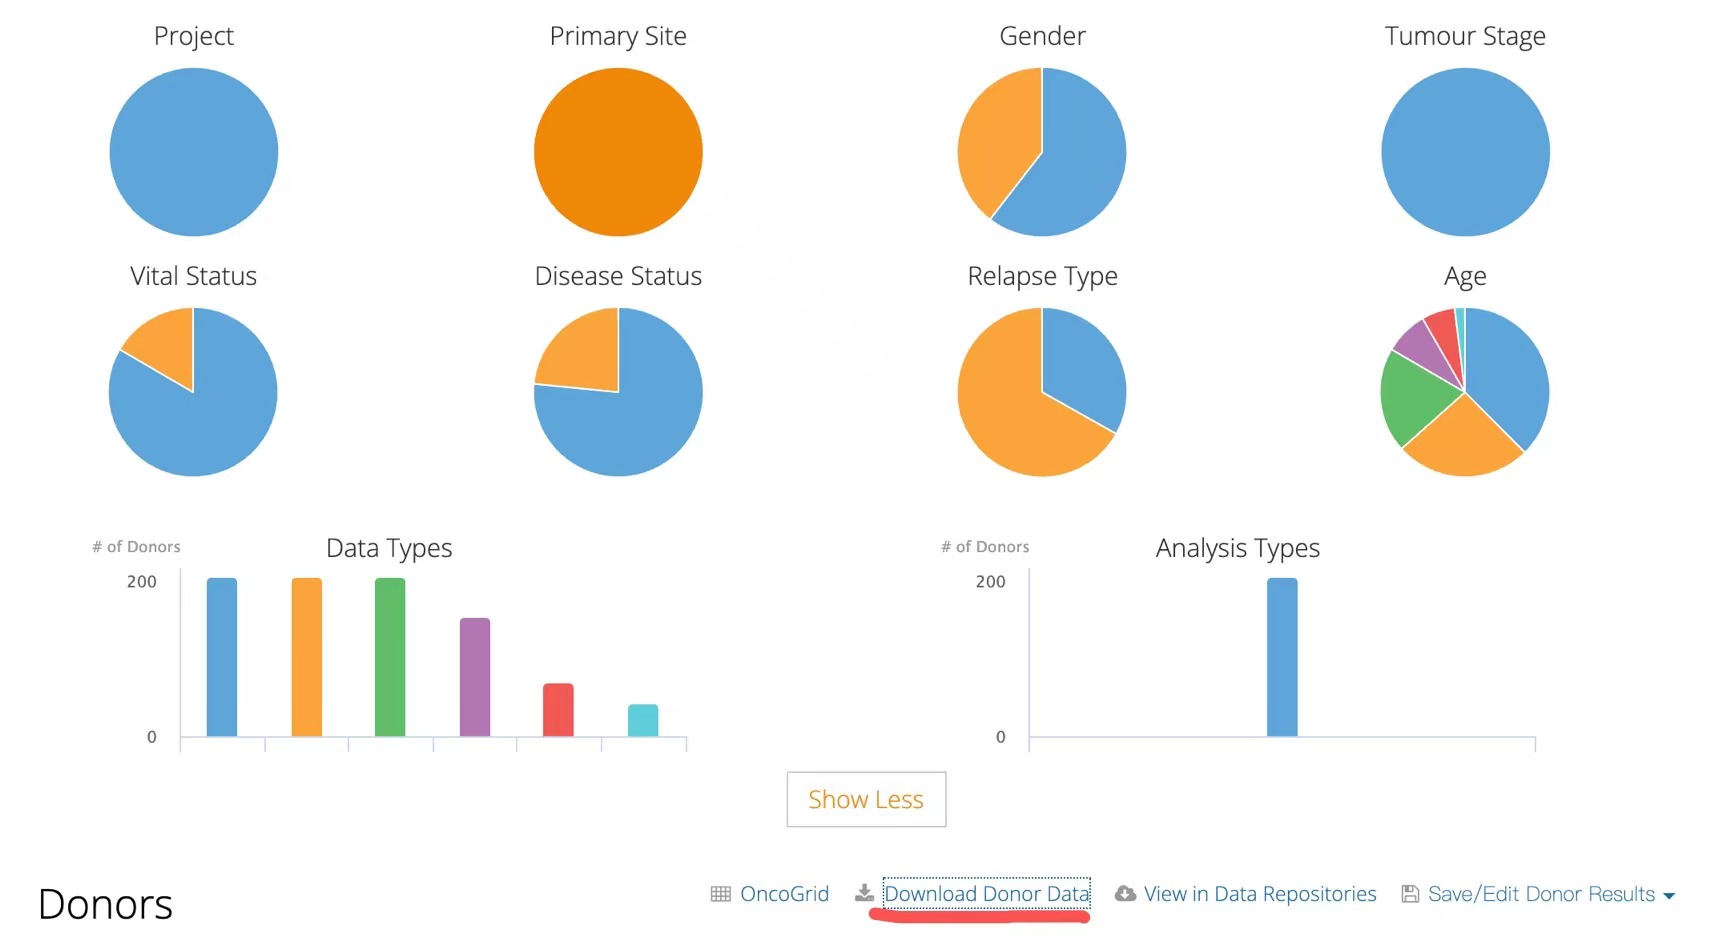 Project
Primary Site
Gender
Tumour Stage
Vital Status
Disease Status
Relapse Type
Age
# of Donors
Data Types
200
0
# of Donors
Analysis Types
200
0
Show Less
Donors
OncoGrid
Download Donor Data
View in Data Repositories
Save/Edit Donor Results